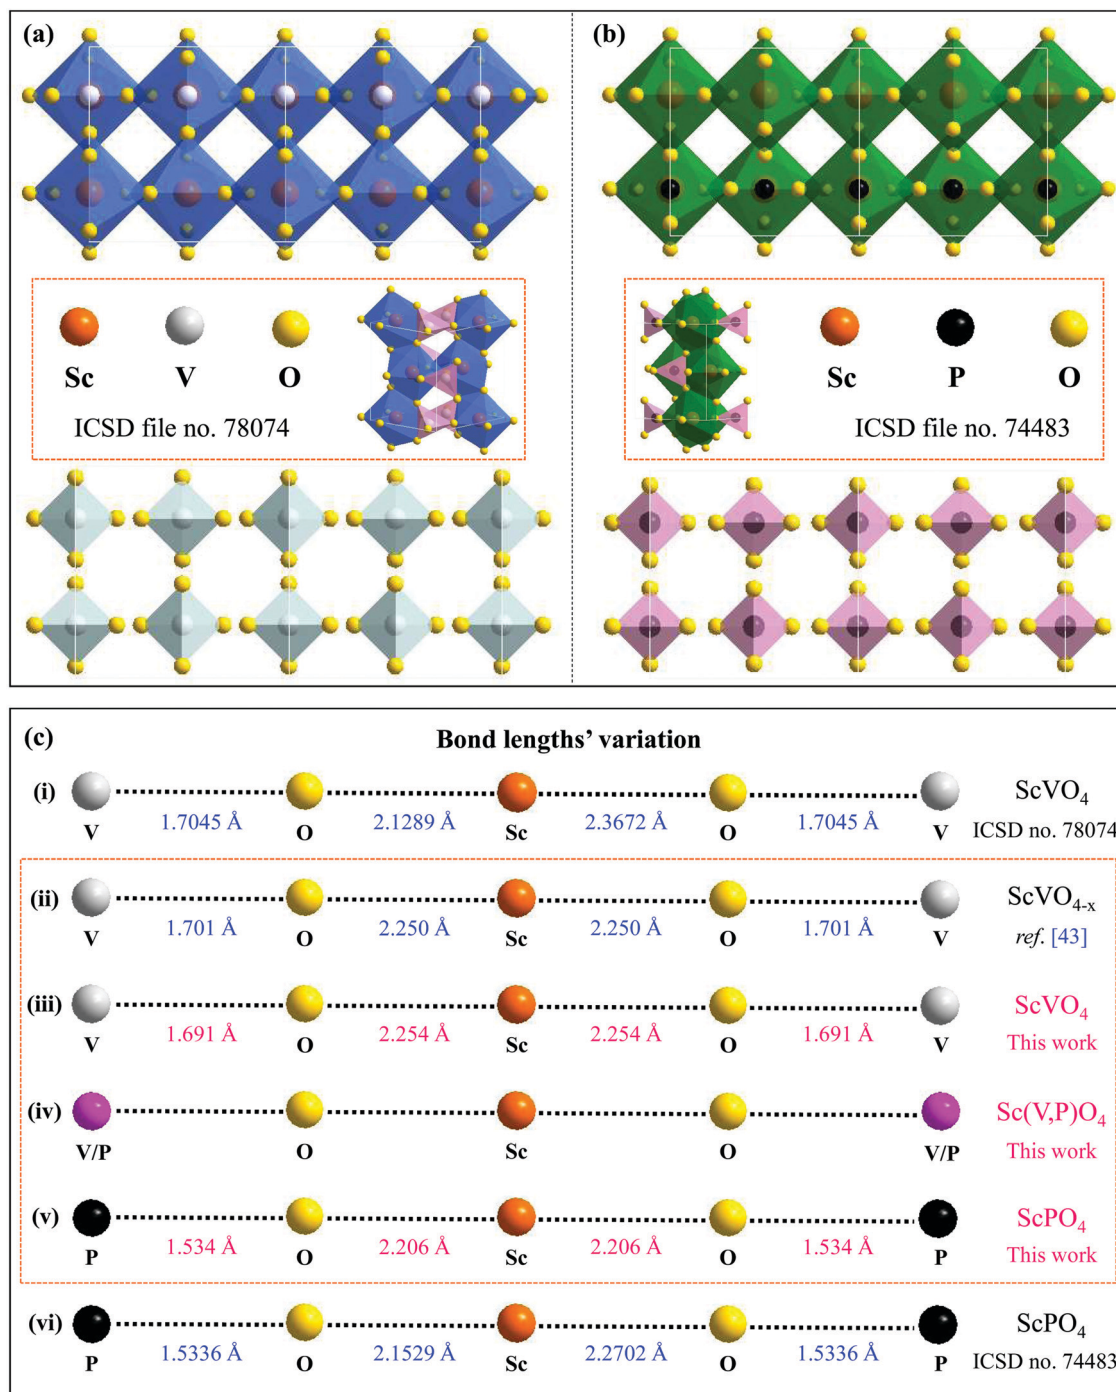 (a)
(b)
Sc V O
ICSD file no. 78074
Sc P O
ICSD file no. 74483
(c)
Bond lengths’ variation
(i)
V O Sc O V
1.7045 Å 2.1289 Å 2.3672 Å 1.7045 Å
ScVO₄
ICSD no. 78074
(ii)
V O Sc O V
1.701 Å 2.250 Å 2.250 Å 1.701 Å
ScVO₄₋ₓ
ref. [43]
(iii)
V O Sc O V
1.691 Å 2.254 Å 2.254 Å 1.691 Å
ScVO₄
This work
(iv)
V/P O Sc O V/P
Sc(V,P)O₄
This work
(v)
P O Sc O P
1.534 Å 2.206 Å 2.206 Å 1.534 Å
ScPO₄
This work
(vi)
P O Sc O P
1.5336 Å 2.1529 Å 2.2702 Å 1.5336 Å
ScPO₄
ICSD no. 74483